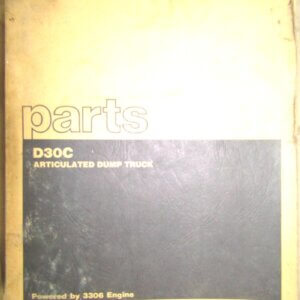 parts
D30C
ARTICULATED DUMP TRUCK
Powered by 3306 Engine